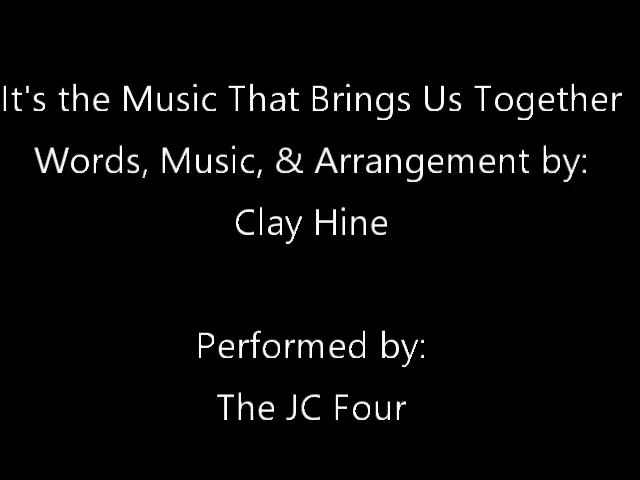 It's the Music That Brings Us Together
Words, Music, & Arrangement by:
Clay Hine
Performed by:
The JC Four